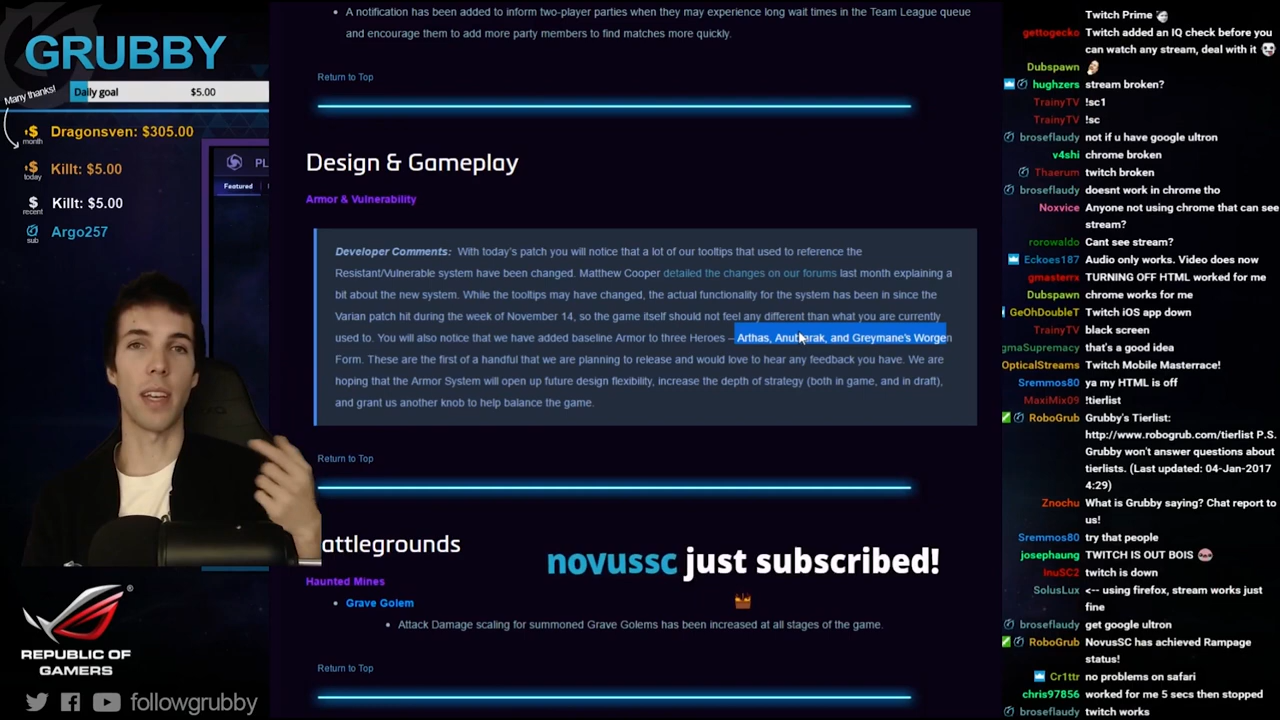 GRUBBY
Many thanks!
Daily goal
$5.00
month
Dragonsven: $305.00
today
Killt: $5.00
recent
Killt: $5.00
sub
Argo257
PL
Featured
REPUBLIC OF
GAMERS
followgrubby
A notification has been added to inform two-player parties when they may experience long wait times in the Team League queue
and encourage them to add more party members to find matches more quickly.
Return to Top
Design & Gameplay
Armor & Vulnerability
Developer Comments: With today's patch you will notice that a lot of our tooltips that used to reference the
Resistant/Vulnerable system have been changed. Matthew Cooper detailed the changes on our forums last month explaining a
bit about the new system. While the tooltips may have changed, the actual functionality for the system has been in since the
Varian patch hit during the week of November 14, so the game itself should not feel any different than what you are currently
used to. You will also notice that we have added baseline Armor to three Heroes – Arthas, Anub'arak, and Greymane's Worgen
Form. These are the first of a handful that we are planning to release and would love to hear any feedback you have. We are
hoping that the Armor System will open up future design flexibility, increase the depth of strategy (both in game, and in draft),
and grant us another knob to help balance the game.
Return to Top
attlegrounds
novussc just subscribed!
Haunted Mines
Grave Golem
Attack Damage scaling for summoned Grave Golems has been increased at all stages of the game.
Return to Top
Twitch Prime
gettogecko Twitch added an IQ check before you
can watch any stream, deal with it
Dubspawn
hughzers stream broken?
TrainyTV !sc1
TrainyTV !sc
broseflaudy not if u have google ultron
v4shi chrome broken
Thaerum twitch broken
broseflaudy doesnt work in chrome tho
Noxvice Anyone not using chrome that can see
stream?
rorowaldo Cant see stream?
Eckoes187 Audio only works. Video does now
gmasterrx TURNING OFF HTML worked for me
Dubspawn chrome works for me
GeOhDoubleT Twitch iOS app down
TrainyTV black screen
gmaSupremacy that's a good idea
OpticalStreams Twitch Mobile Masterrace!
Sremmos80 ya my HTML is off
MaxiMix09 !tierlist
RoboGrub Grubby's Tierlist:
http://www.robogrub.com/tierlist P.S.
Grubby won't answer questions about
tierlists. (Last updated: 04-Jan-2017
4:29)
Znochu What is Grubby saying? Chat report to
us!
Sremmos80 try that people
josephaung TWITCH IS OUT BOIS
InuSC2 twitch is down
SolusLux <-- using firefox, stream works just
fine
broseflaudy get google ultron
RoboGrub NovusSC has achieved Rampage
status!
Cr1ttr no problems on safari
chris97856 worked for me 5 secs then stopped
broseflaudy twitch works